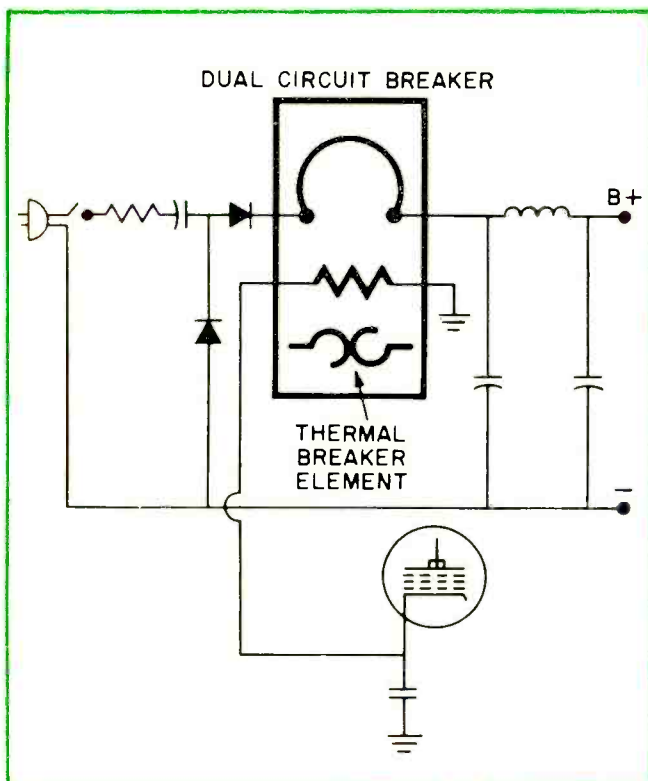 DUAL CIRCUIT BREAKER
B+
THERMAL
BREAKER
ELEMENT
−